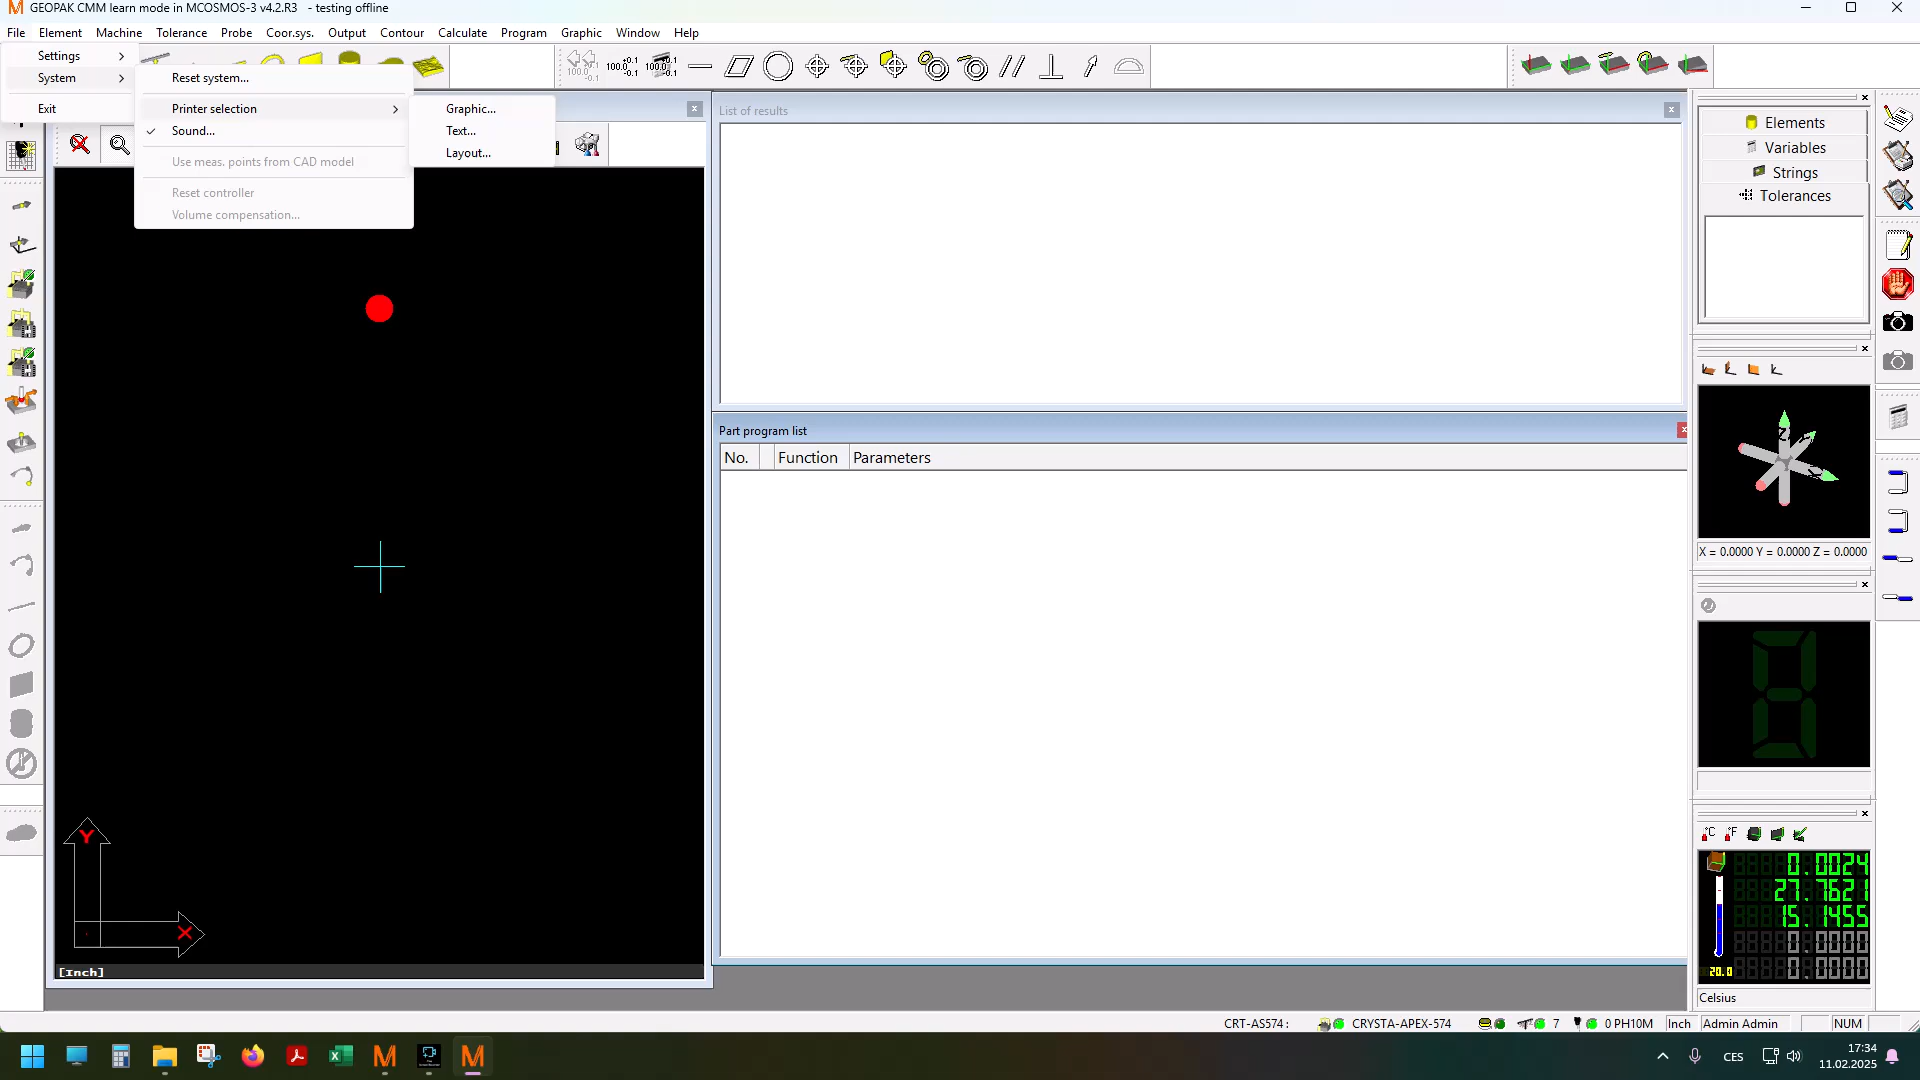 GEOPAK CMM learn mode in MCOSMOS-3 v4.2.R3 - testing offline
File Element Machine Tolerance Probe Coor.sys. Output Contour Calculate Program Graphic Window Help
Settings
System
Exit
Reset system...
Printer selection
Sound...
Use meas. points from CAD model
Reset controller
Volume compensation...
Graphic...
Text...
Layout...
List of results
Part program list
No. Function Parameters
Elements
Variables
Strings
Tolerances
X = 0.0000 Y = 0.0000 Z = 0.0000
Y
X
[Inch]
°C °F
0.0024
27.7621
15.1455
0.0000
0.0000
20.0
Celsius
CRT-AS574 : CRYSTA-APEX-574 7 0 PH10M Inch Admin Admin NUM
CES
17:34
11.02.2025